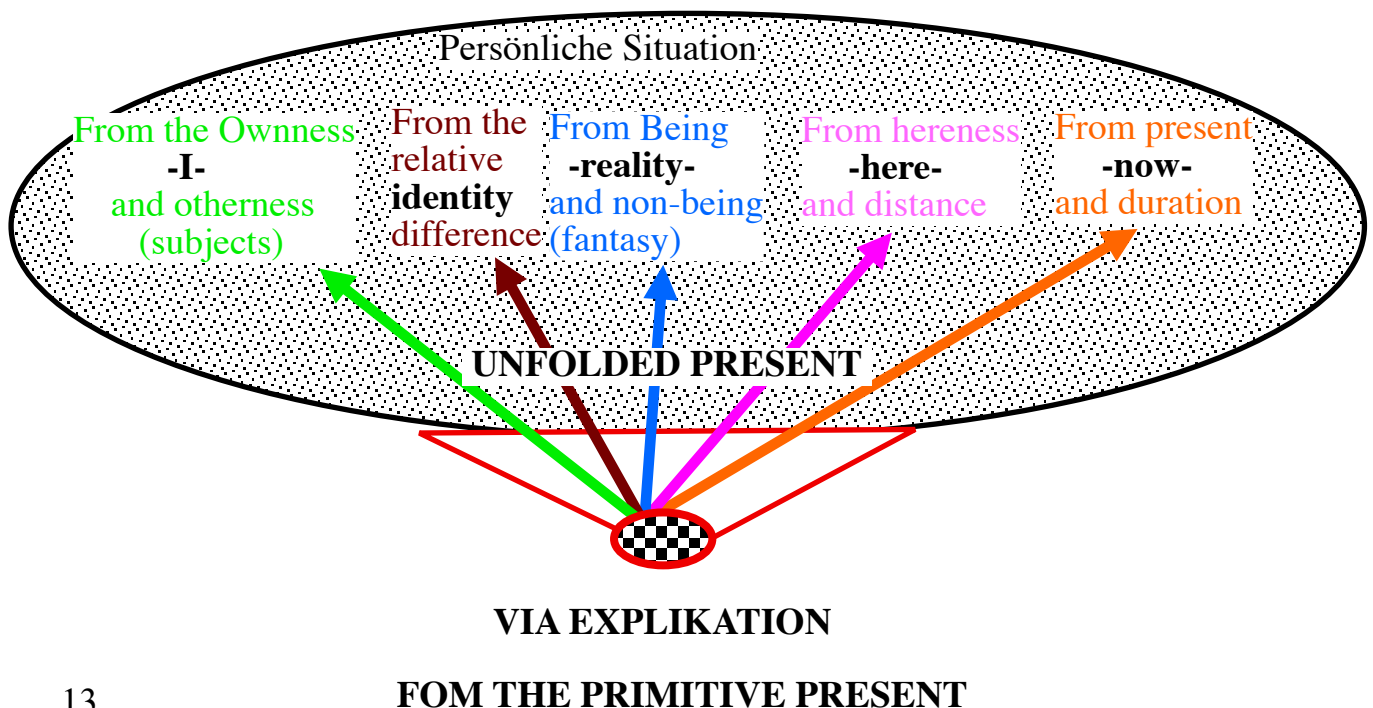 Persönliche Situation
From the Ownness
-I-
and otherness
(subjects)
From the
relative
identity
difference
From Being
-reality-
and non-being
(fantasy)
From hereness
-here-
and distance
From present
-now-
and duration
UNFOLDED PRESENT
VIA EXPLIKATION
FOM THE PRIMITIVE PRESENT
13